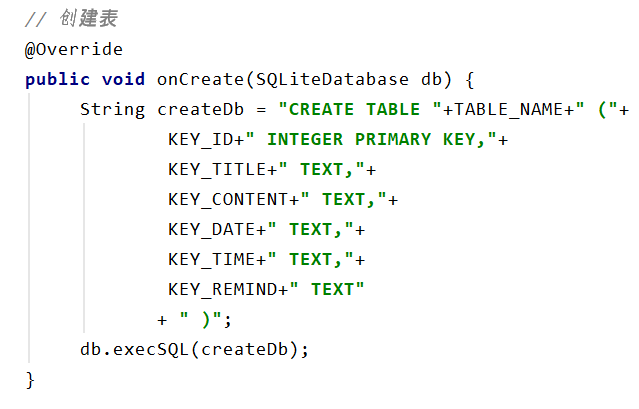 // 创建表
@Override
public void onCreate(SQLiteDatabase db) {
String createDb = "CREATE TABLE "+TABLE_NAME+" ("+
KEY_ID+" INTEGER PRIMARY KEY,"+
KEY_TITLE+" TEXT,"+
KEY_CONTENT+" TEXT,"+
KEY_DATE+" TEXT,"+
KEY_TIME+" TEXT,"+
KEY_REMIND+" TEXT"
+ " )";
db.execSQL(createDb);
}